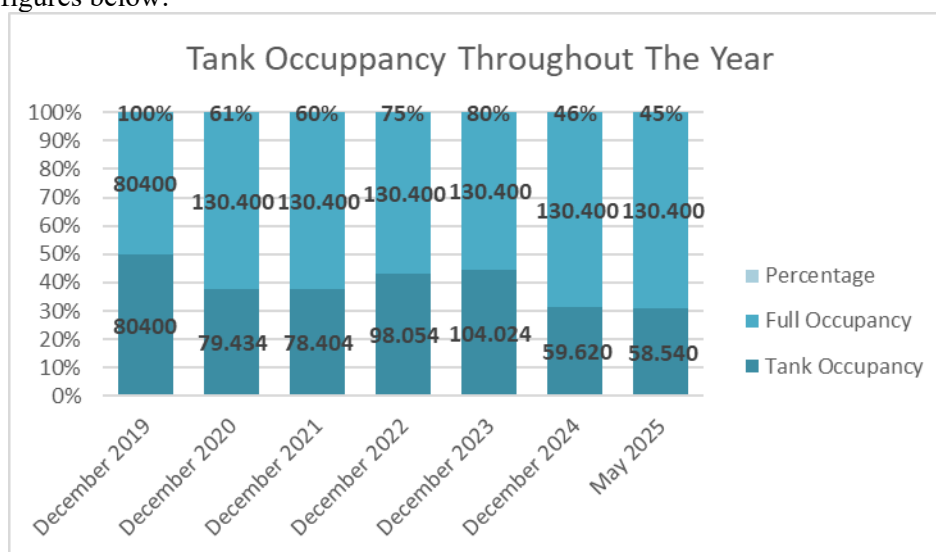 figures below.
Tank Occuppancy Throughout The Year
100%
90%
80%
70%
60%
50%
40%
30%
20%
10%
0%
100% 61% 60% 75% 80% 46% 45%
80400 130.400 130.400 130.400 130.400 130.400 130.400
80400 79.434 78.404 98.054 104.024 59.620 58.540
December 2019
December 2020
December 2021
December 2022
December 2023
December 2024
May 2025
Percentage
Full Occupancy
Tank Occupancy